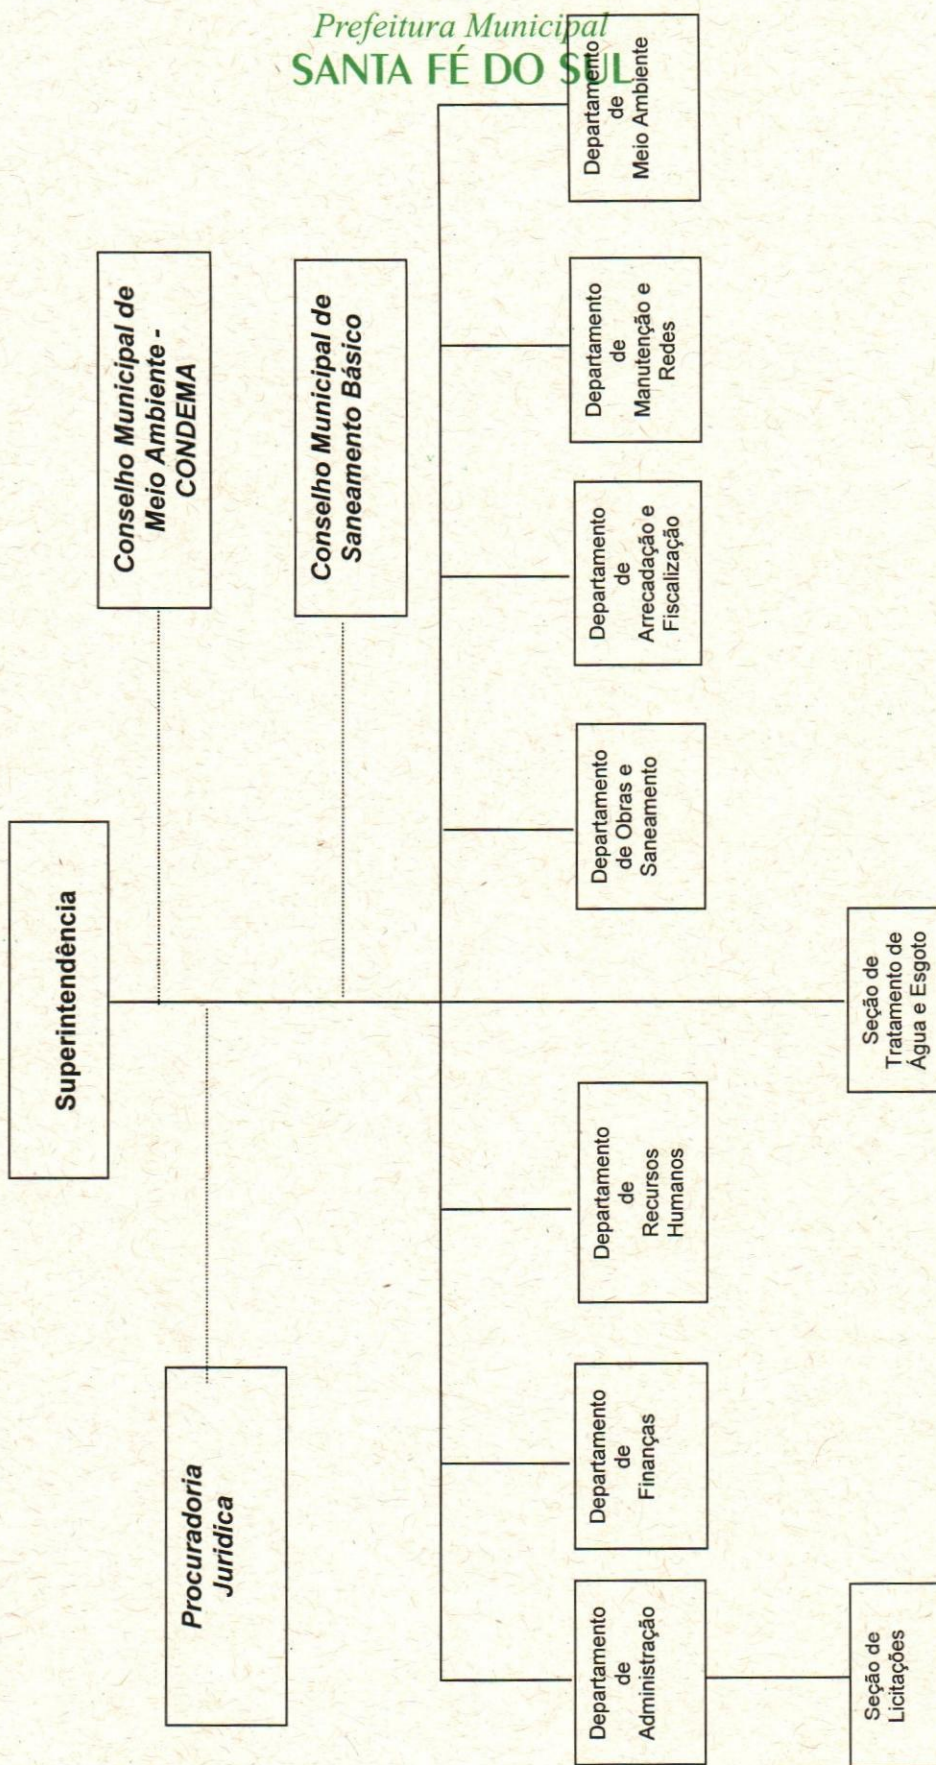 Prefeitura Municipal
SANTA FÉ DO SUL
Superintendência
Conselho Municipal de
Meio Ambiente -
CONDEMA
Procuradoria
Juridica
Conselho Municipal de
Saneamento Básico
Departamento
de
Administração
Departamento
de
Finanças
Departamento
de
Recursos
Humanos
Departamento
de Obras e
Saneamento
Departamento
de
Arrecadação e
Fiscalização
Departamento
de
Manutenção e
Redes
Departamento
de
Meio Ambiente
Seção de
Licitações
Seção de
Tratamento de
Água e Esgoto